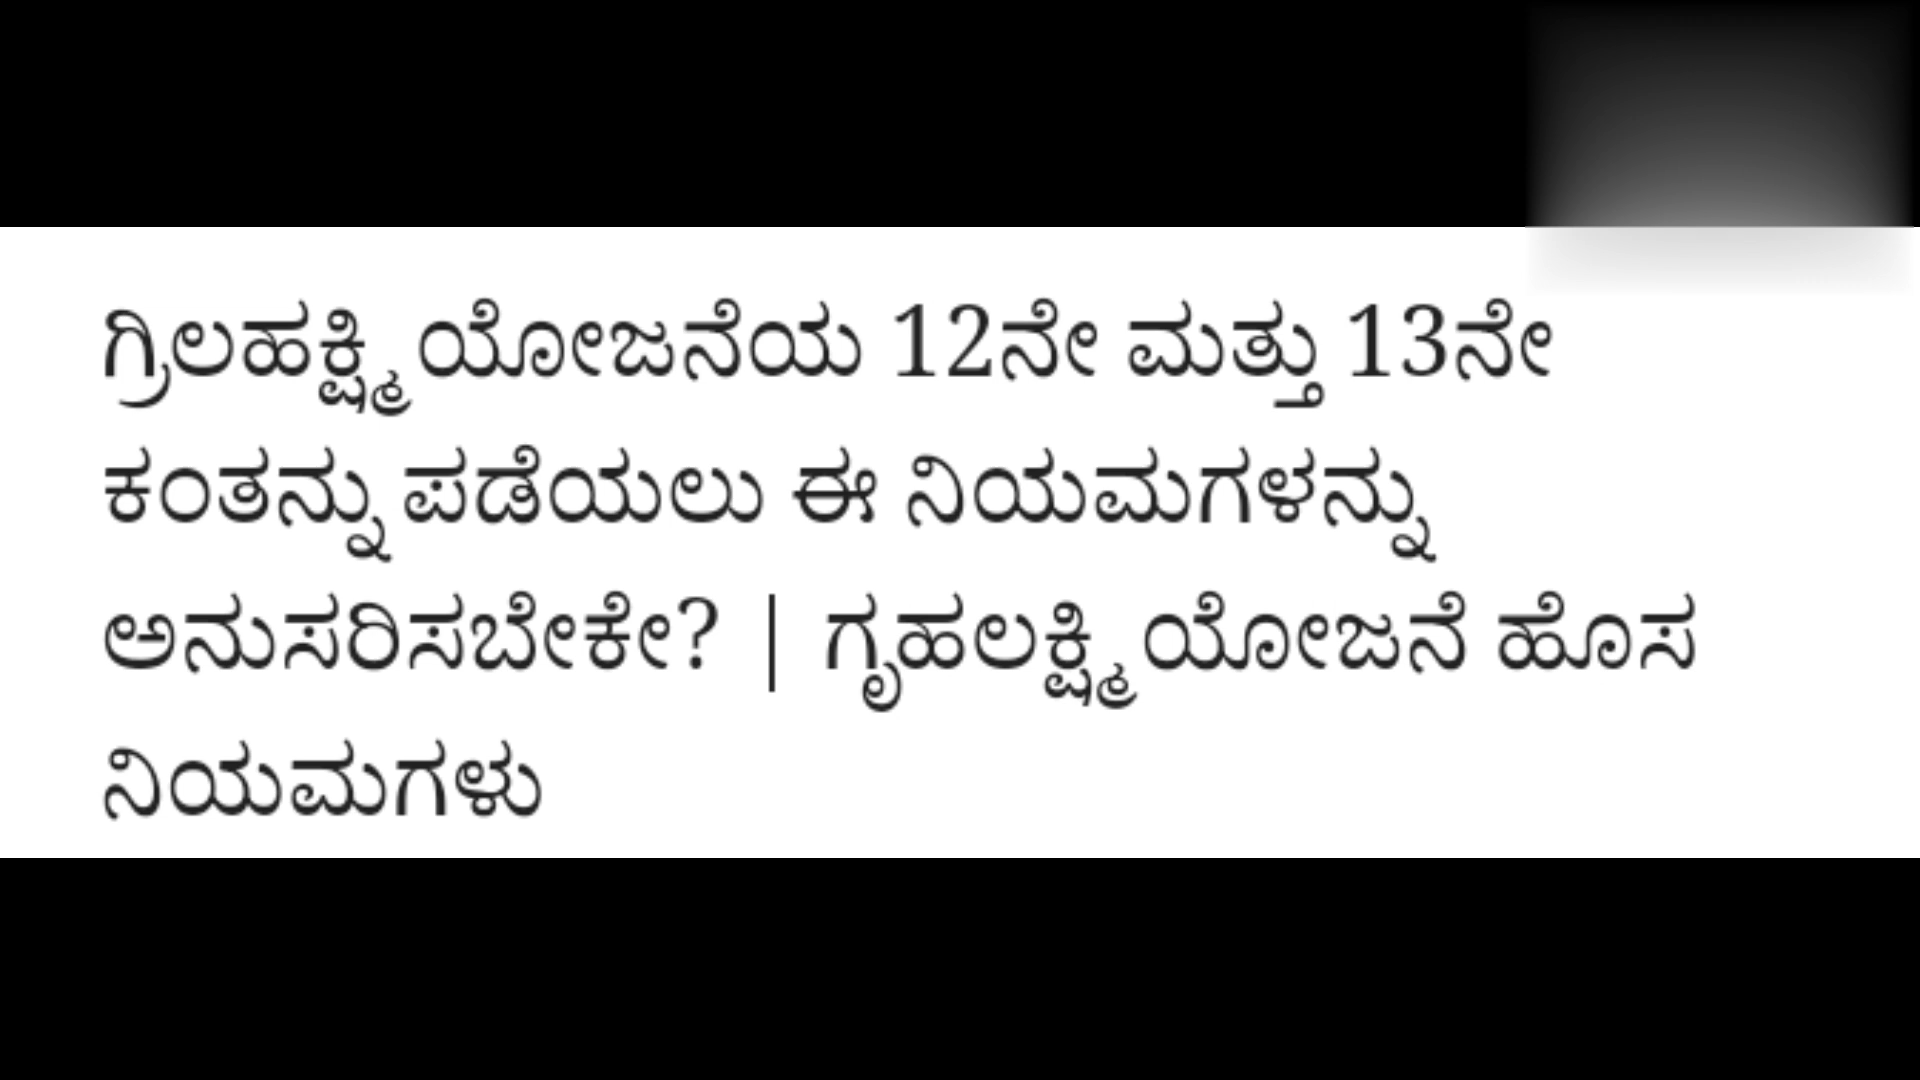 ಗ್ರಿಲಹಕ್ಷ್ಮಿ ಯೋಜನೆಯ 12ನೇ ಮತ್ತು 13ನೇ
ಕಂತನ್ನು ಪಡೆಯಲು ಈ ನಿಯಮಗಳನ್ನು
ಅನುಸರಿಸಬೇಕೇ? | ಗೃಹಲಕ್ಷ್ಮಿ ಯೋಜನೆ ಹೊಸ
ನಿಯಮಗಳು